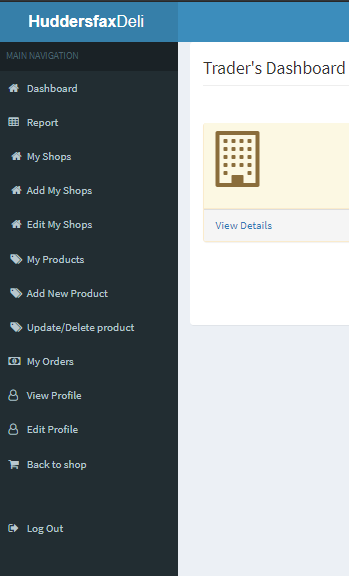 HuddersfaxDeli
MAIN NAVIGATION
Dashboard
Report
My Shops
Add My Shops
Edit My Shops
My Products
Add New Product
Update/Delete product
My Orders
View Profile
Edit Profile
Back to shop
Log Out
Trader's Dashboard
View Details